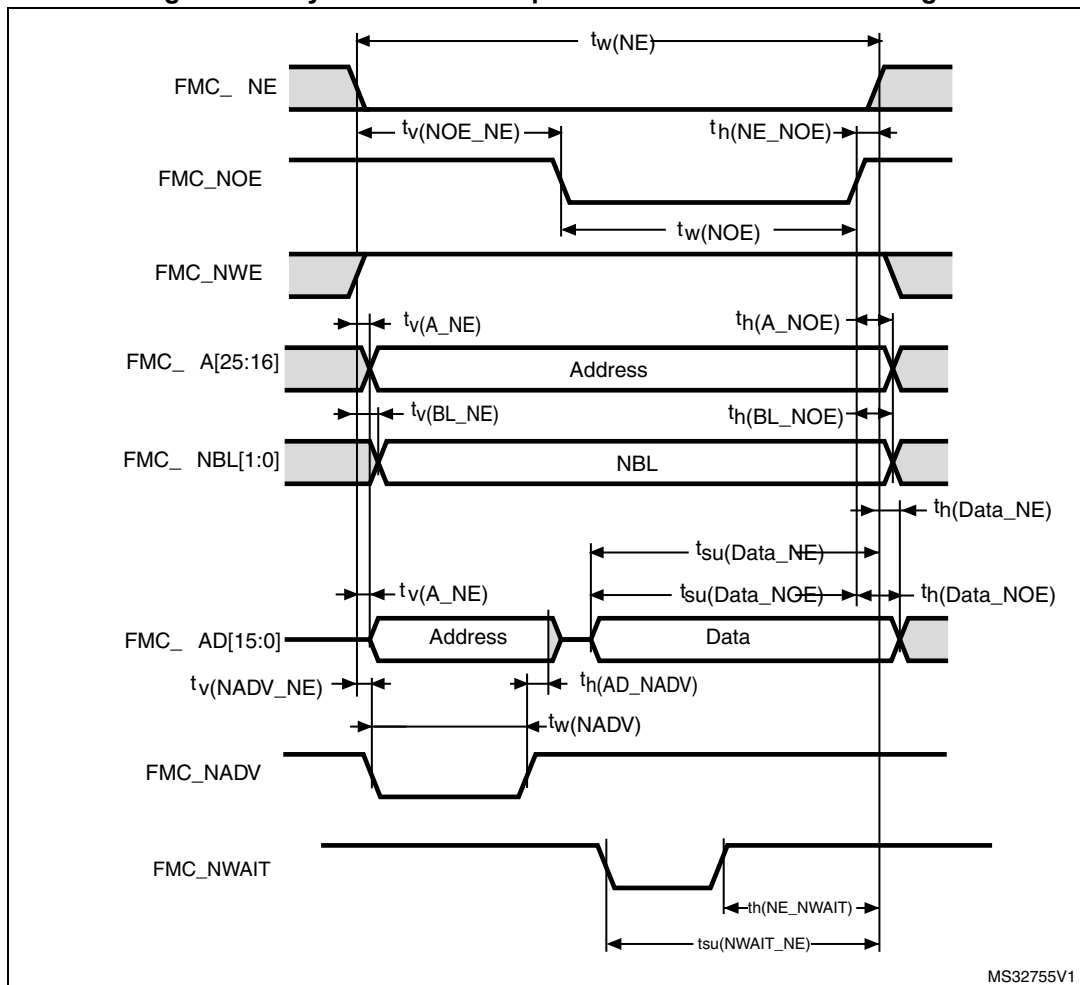 tw(NE)
FMC_ NE
tv(NOE_NE)
th(NE_NOE)
FMC_NOE
tw(NOE)
FMC_NWE
tv(A_NE)
th(A_NOE)
FMC_ A[25:16]
Address
tv(BL_NE)
th(BL_NOE)
FMC_ NBL[1:0]
NBL
th(Data_NE)
tsu(Data_NE)
tv(A_NE)
tsu(Data_NOE)
th(Data_NOE)
FMC_ AD[15:0]
Address
Data
tv(NADV_NE)
th(AD_NADV)
tw(NADV)
FMC_NADV
FMC_NWAIT
th(NE_NWAIT)
tsu(NWAIT_NE)
MS32755V1